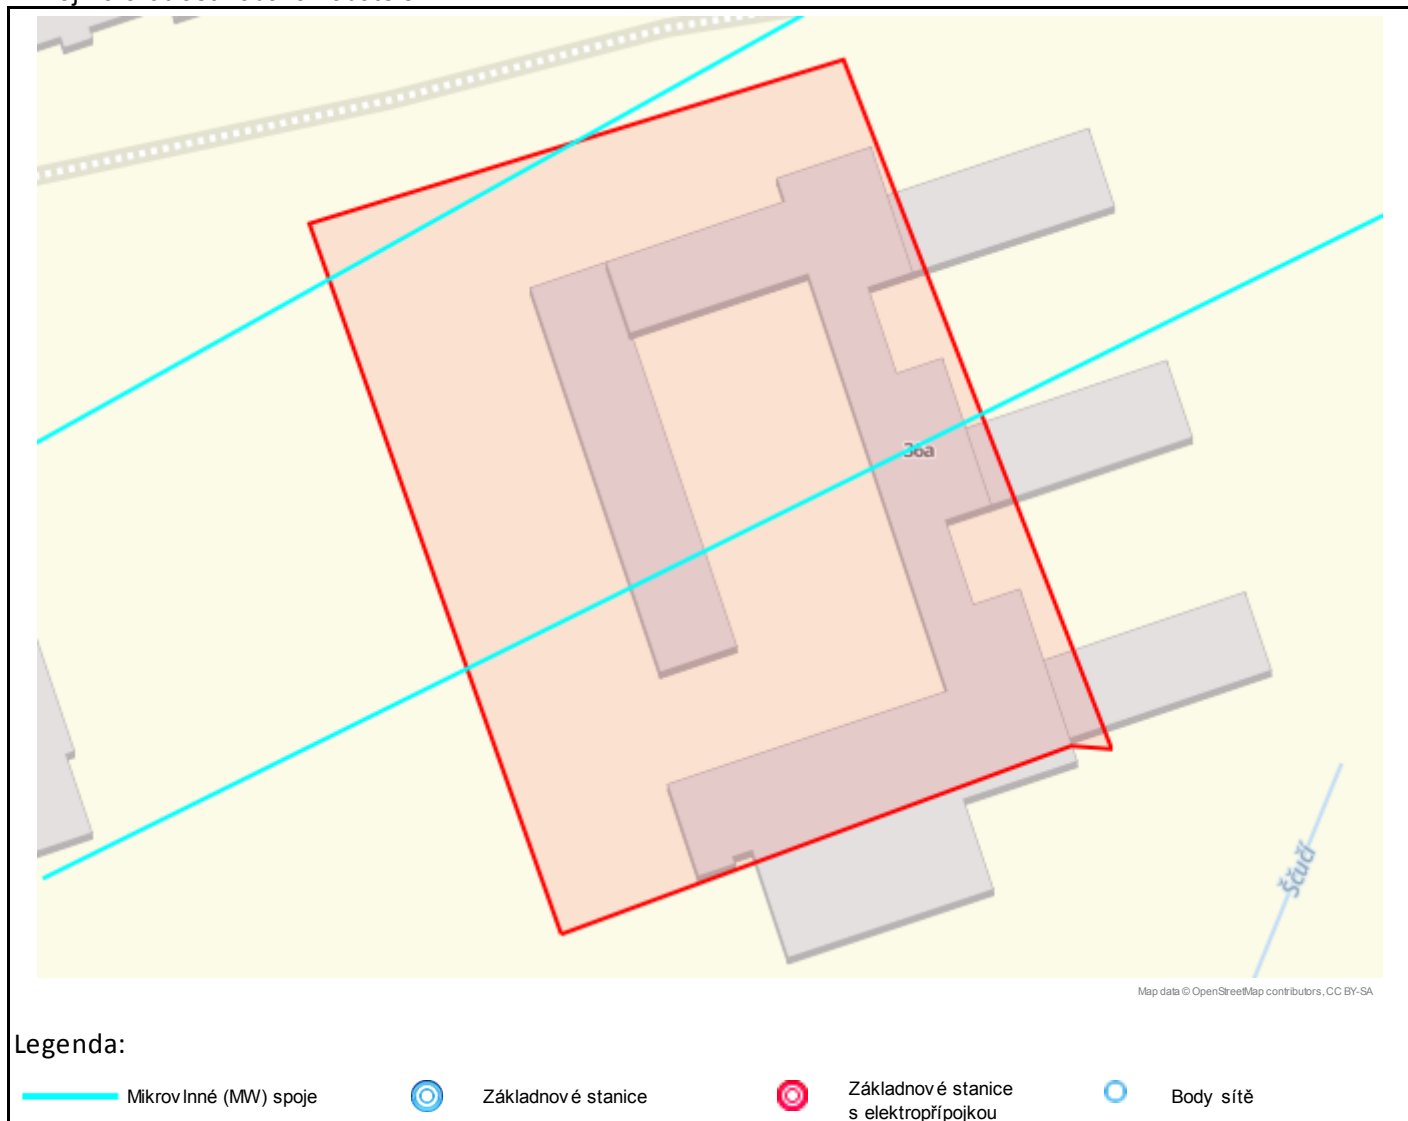 36a
Ščučí
Map data © OpenStreetMap contributors, CC BY-SA
Legenda:
Mikrovlnné (MW) spoje
Základnové stanice
Základnové stanice
s elektropřípojkou
Body sítě